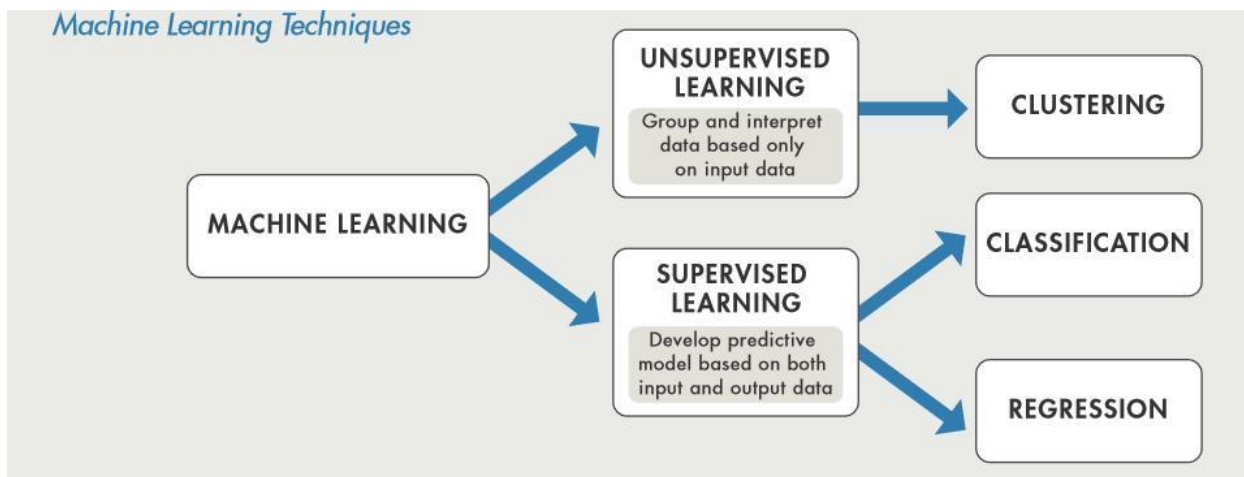 Machine Learning Techniques
MACHINE LEARNING
UNSUPERVISED
LEARNING
Group and interpret
data based only
on input data
CLUSTERING
SUPERVISED
LEARNING
Develop predictive
model based on both
input and output data
CLASSIFICATION
REGRESSION